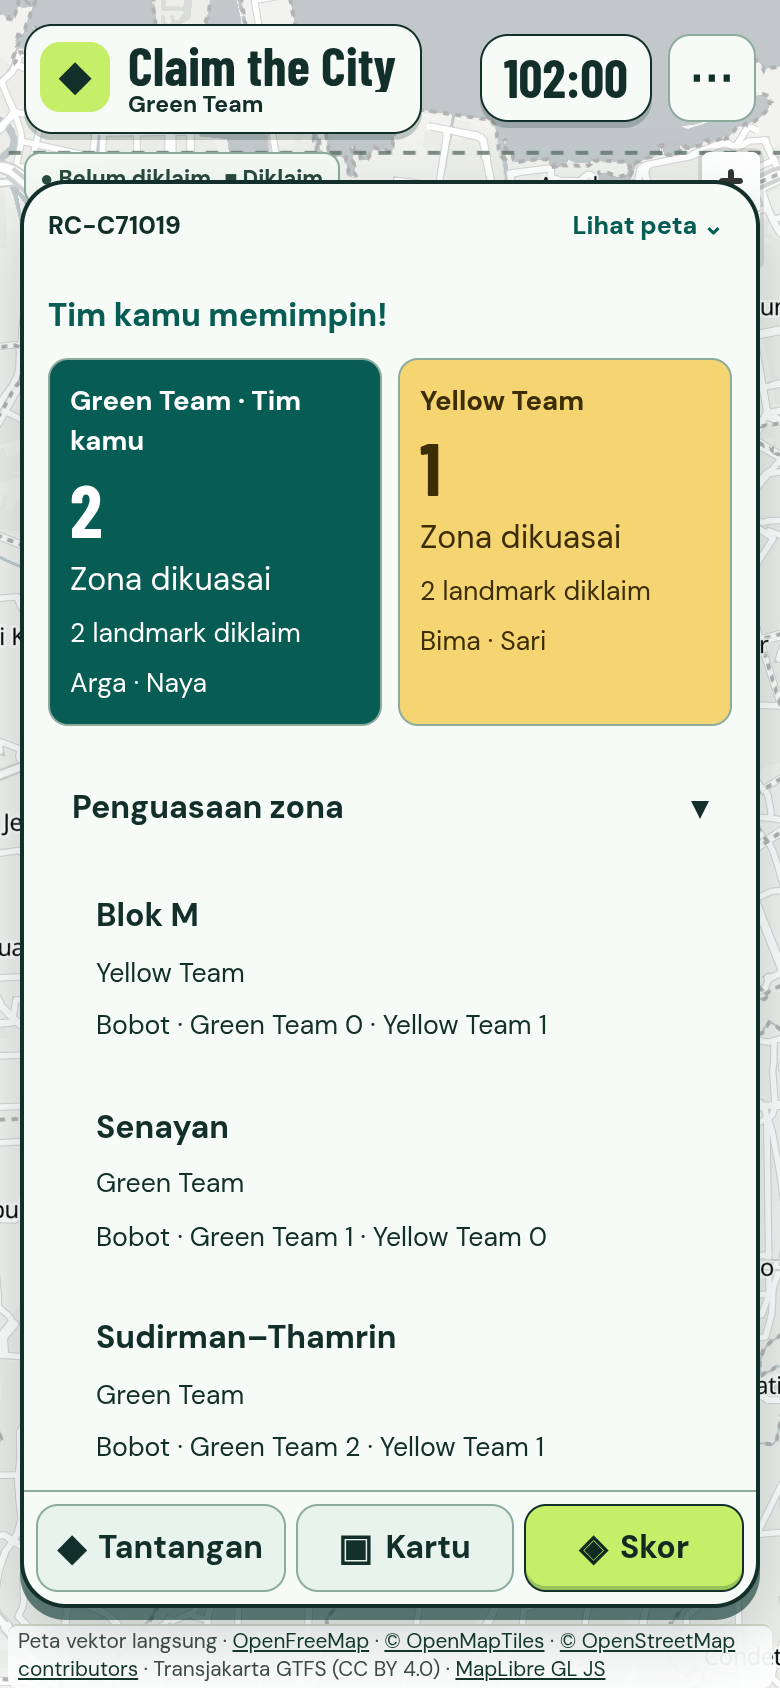 Claim the City
Green Team
102:00
...
Belum diklaim Diklaim
+
RC-C71019
Lihat peta
Tim kamu memimpin!
Green Team · Tim
kamu
2
Zona dikuasai
2 landmark diklaim
Arga · Naya
Yellow Team
1
Zona dikuasai
2 landmark diklaim
Bima · Sari
Penguasaan zona
Blok M
Yellow Team
Bobot · Green Team 0 · Yellow Team 1
Senayan
Green Team
Bobot · Green Team 1 · Yellow Team 0
Sudirman–Thamrin
Green Team
Bobot · Green Team 2 · Yellow Team 1
Tantangan
Kartu
Skor
Peta vektor langsung · OpenFreeMap · © OpenMapTiles · © OpenStreetMap
contributors · Transjakarta GTFS (CC BY 4.0) · MapLibre GL JS